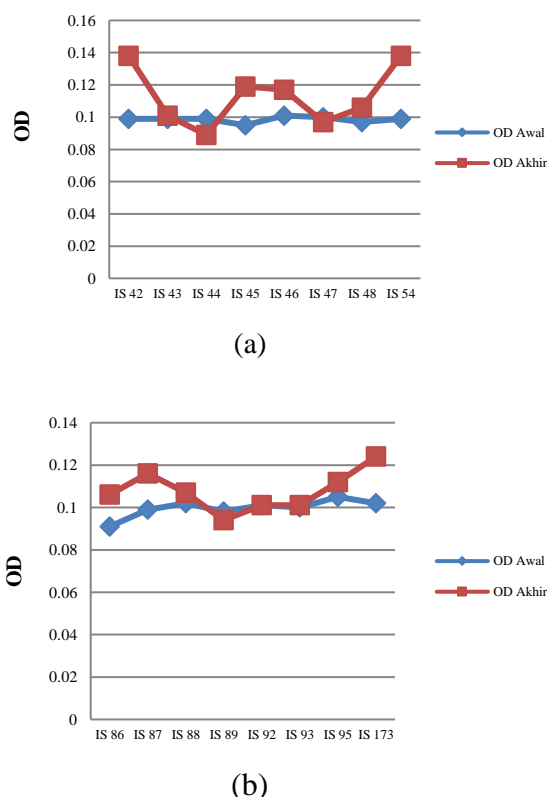 0.16
0.14
0.12
0.1
0.08
0.06
0.04
0.02
0
OD
IS 42 IS 43 IS 44 IS 45 IS 46 IS 47 IS 48 IS 54
OD Awal
OD Akhir
(a)
0.14
0.12
0.1
0.08
0.06
0.04
0.02
0
OD
IS 86 IS 87 IS 88 IS 89 IS 92 IS 93 IS 95 IS 173
OD Awal
OD Akhir
(b)